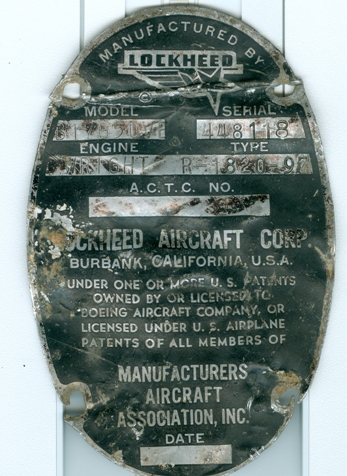 MANUFACTURED BY
LOCKHEED
MODEL SERIAL
448118
ENGINE TYPE
R-1820-97
A.C.T.C. NO.
LOCKHEED AIRCRAFT CORP
BURBANK, CALIFORNIA, U.S.A.
UNDER ONE OR MORE U.S. PATENTS
OWNED BY OR LICENSED TO
BOEING AIRCRAFT COMPANY, OR
LICENSED UNDER U.S. AIRPLANE
PATENTS OF ALL MEMBERS OF
MANUFACTURERS
AIRCRAFT
ASSOCIATION, INC.
DATE